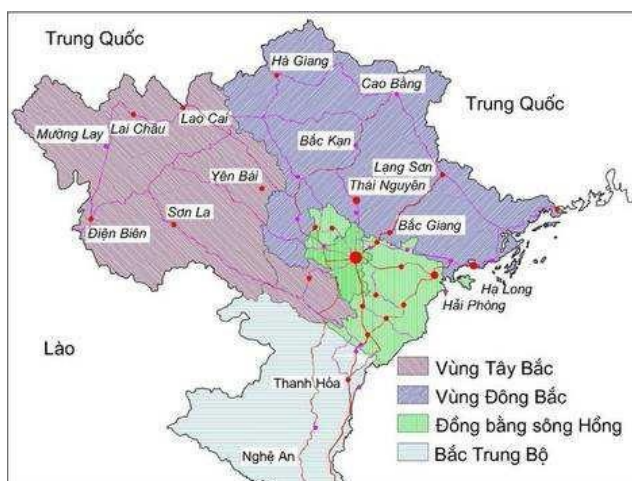 Trung Quốc
Hà Giang
Cao Bằng
Trung Quốc
Lao Cai
Lai Châu
Mường Lay
Bắc Kạn
Lạng Sơn
Yên Bái
Thái Nguyên
Sơn La
Bắc Giang
Điện Biên
Hạ Long
Hải Phòng
Lào
Vùng Tây Bắc
Thanh Hóa
Vùng Đông Bắc
Đồng bằng sông Hồng
Nghệ An
Bắc Trung Bộ